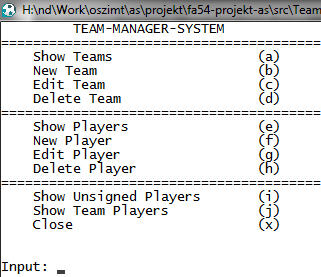 H:\nd\Work\oszimt\as\projekt\fa54-projekt-as\src\Team
TEAM-MANAGER-SYSTEM
========================================
Show Teams (a)
New Team (b)
Edit Team (c)
Delete Team (d)
========================================
Show Players (e)
New Player (f)
Edit Player (g)
Delete Player (h)
========================================
Show Unsigned Players (i)
Show Team Players (j)
Close (x)
Input: _